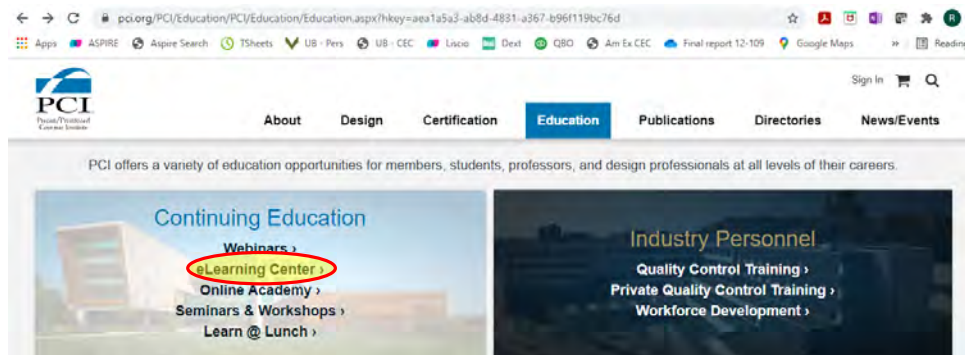 pci.org/PCI/Education/PCI/Education/Education.aspx?hkey=aea1a5a3-ab8d-4831-a367-b96f119bc76d
Apps ASPIRE Aspire Search TSheets UB - Pers UB - CEC Liscio Dext QBO Am Ex CEC Final report 12-109 Google Maps » Reading
Sign In
PCI
Precast/Prestressed
Concrete Institute
About Design Certification Education Publications Directories News/Events
PCI offers a variety of education opportunities for members, students, professors, and design professionals at all levels of their careers.
Continuing Education
Webinars ›
eLearning Center ›
Online Academy ›
Seminars & Workshops ›
Learn @ Lunch ›
Industry Personnel
Quality Control Training ›
Private Quality Control Training ›
Workforce Development ›